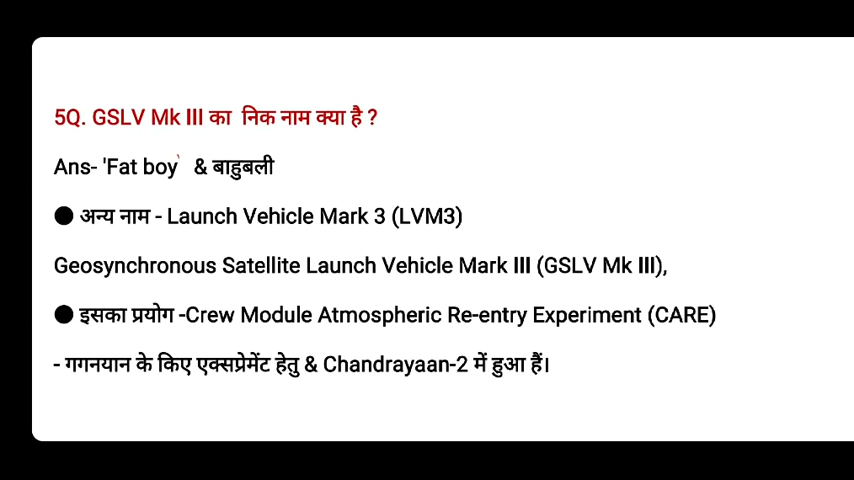 5Q. GSLV Mk III का निक नाम क्या है ?
Ans- 'Fat boy' & बाहुबली
● अन्य नाम - Launch Vehicle Mark 3 (LVM3)
Geosynchronous Satellite Launch Vehicle Mark III (GSLV Mk III),
● इसका प्रयोग -Crew Module Atmospheric Re-entry Experiment (CARE)
- गगनयान के किए एक्सप्रेमेंट हेतु & Chandrayaan-2 में हुआ हैं।